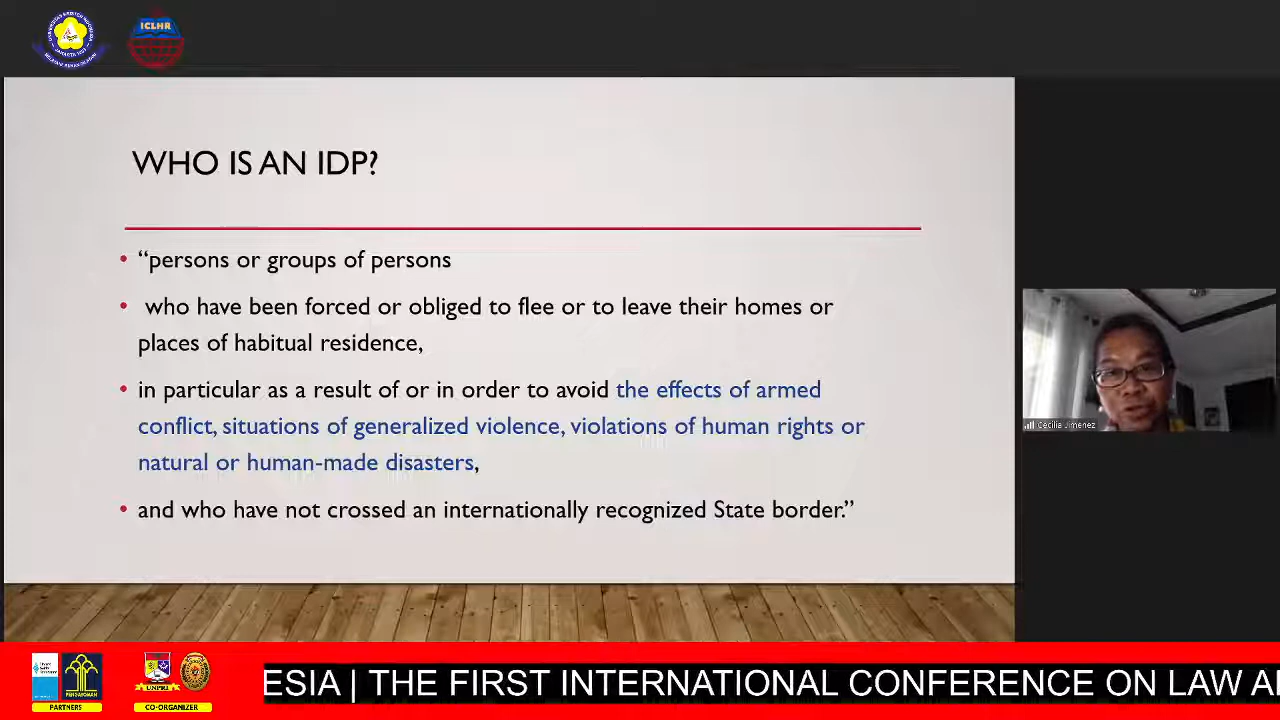 ICLHR
WHO IS AN IDP?
• “persons or groups of persons
• who have been forced or obliged to flee or to leave their homes or
places of habitual residence,
• in particular as a result of or in order to avoid the effects of armed
conflict, situations of generalized violence, violations of human rights or
natural or human-made disasters,
• and who have not crossed an internationally recognized State border.”
Cecilia Jimenez
PENGAYOMAN
UNPRI
PARTNERS
CO-ORGANIZER
ESIA | THE FIRST INTERNATIONAL CONFERENCE ON LAW A